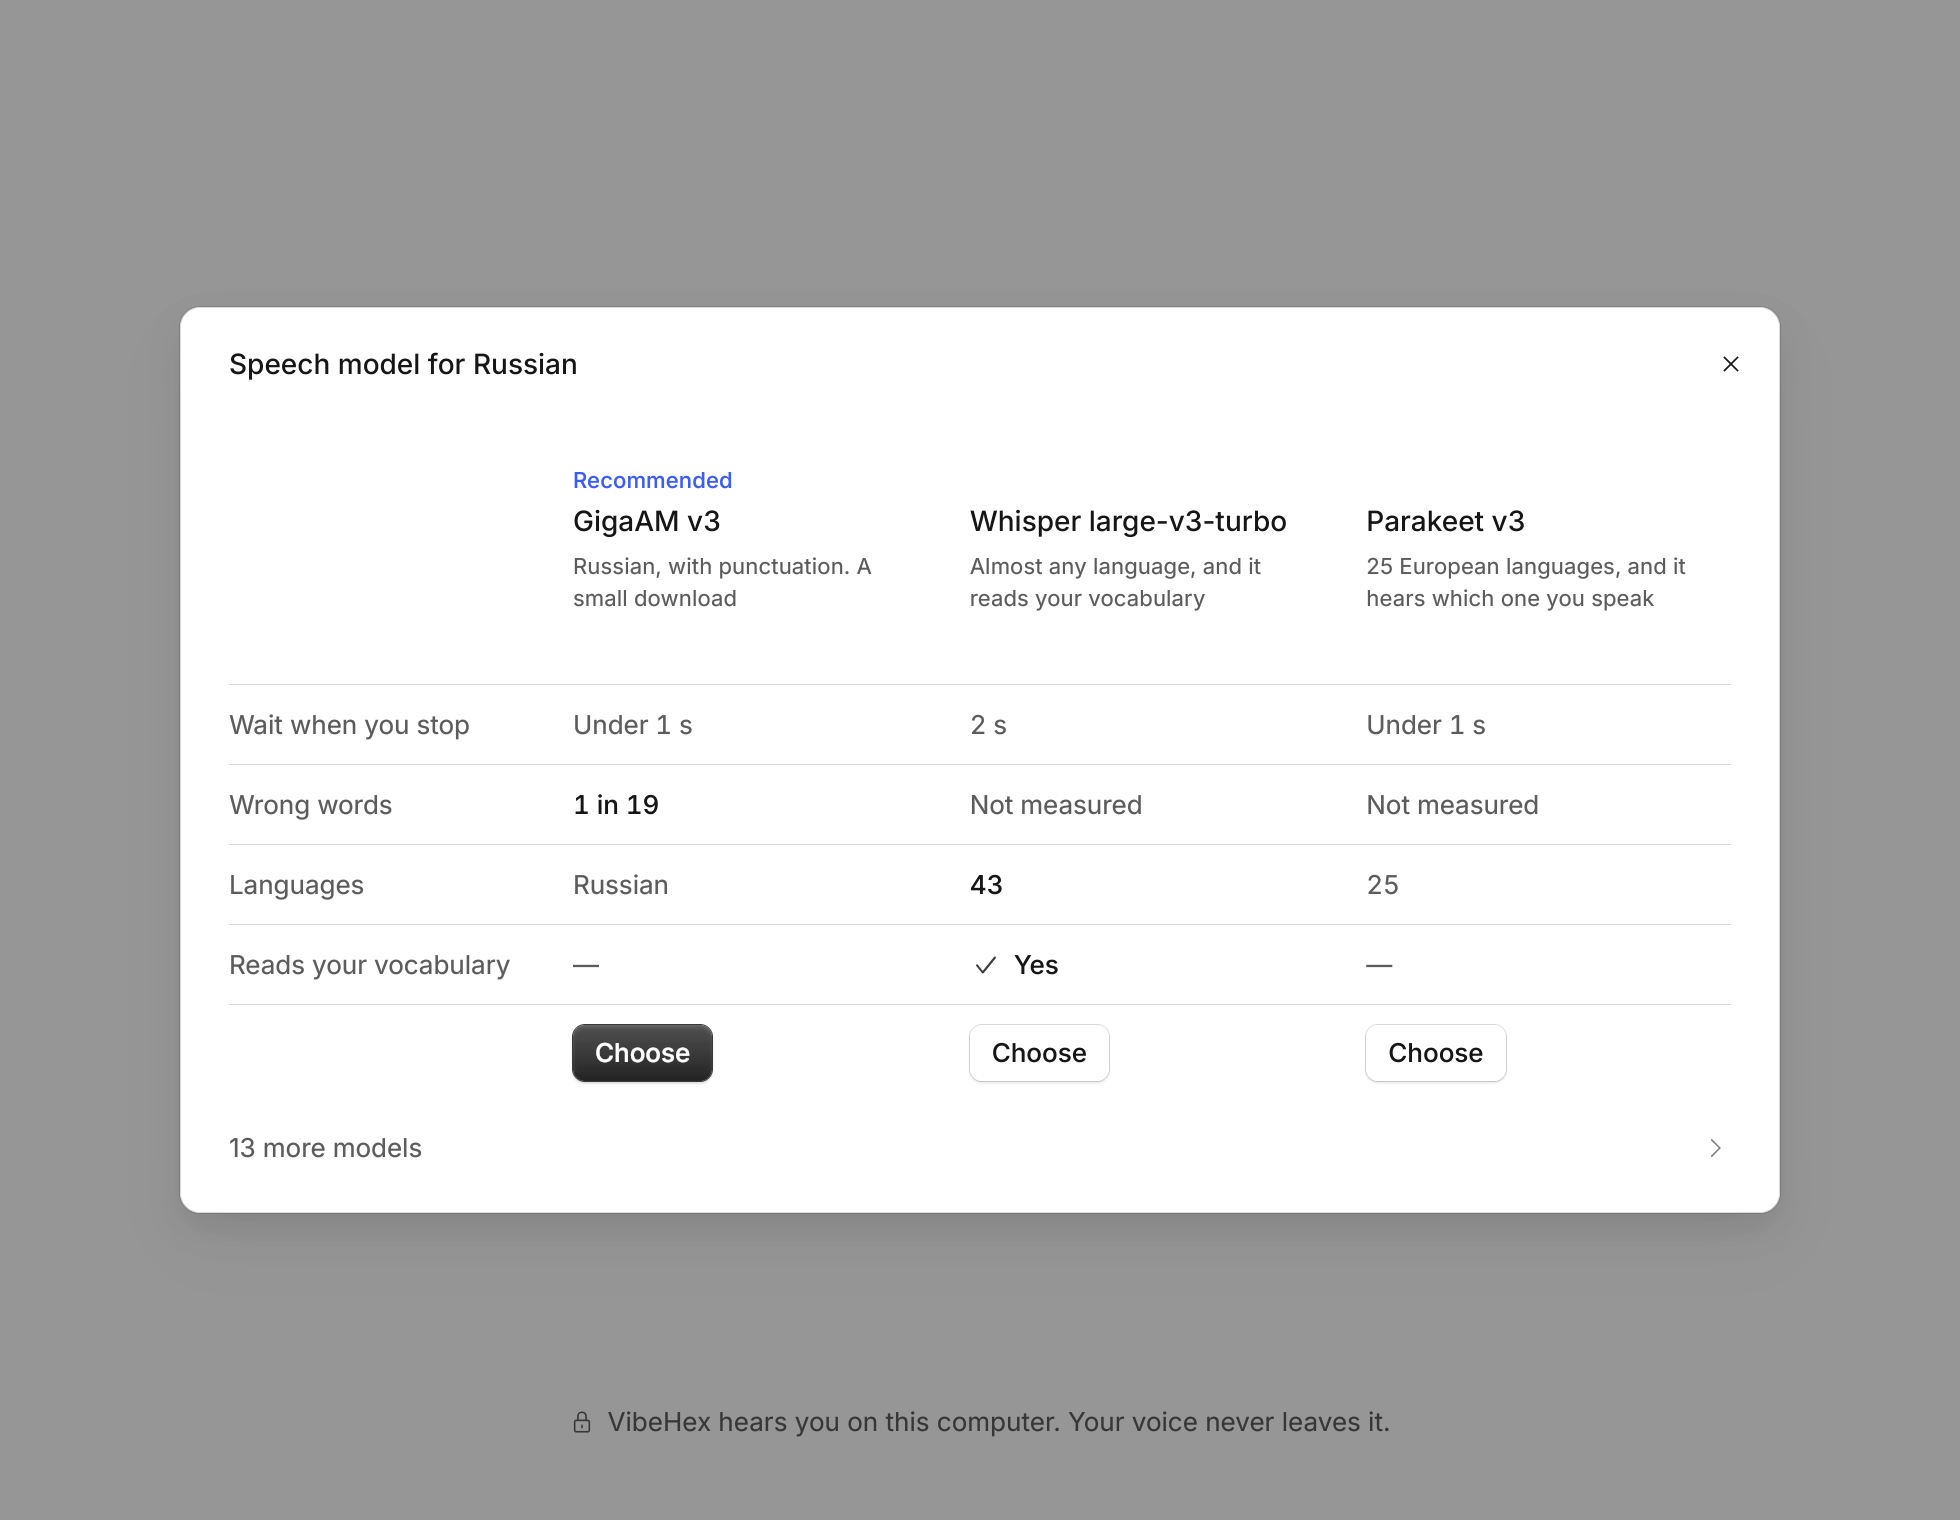 Speech model for Russian
Recommended
GigaAM v3
Russian, with punctuation. A
small download
Whisper large-v3-turbo
Almost any language, and it
reads your vocabulary
Parakeet v3
25 European languages, and it
hears which one you speak
Wait when you stop Under 1 s 2 s Under 1 s
Wrong words 1 in 19 Not measured Not measured
Languages Russian 43 25
Reads your vocabulary — Yes —
Choose Choose Choose
13 more models
VibeHex hears you on this computer. Your voice never leaves it.